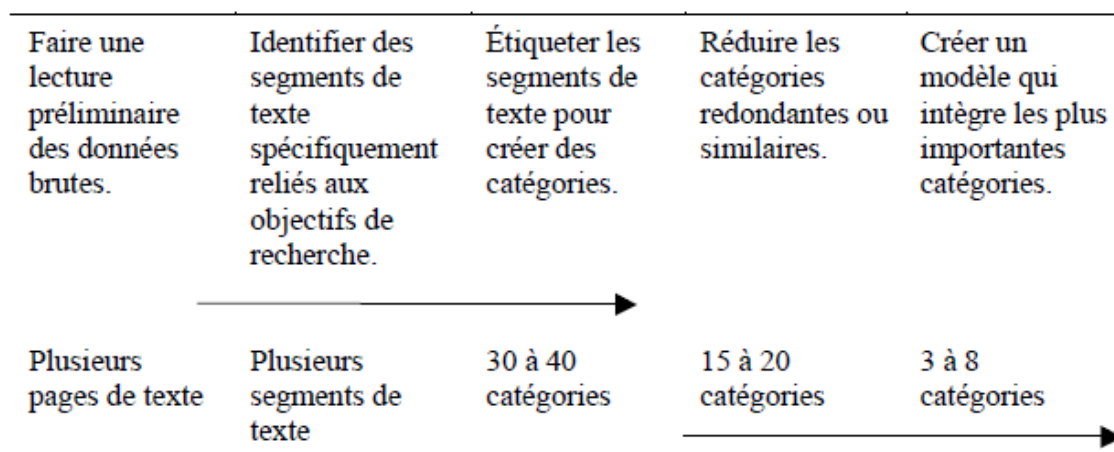 Faire une
lecture
préliminaire
des données
brutes.
Identifier des
segments de
texte
spécifiquement
reliés aux
objectifs de
recherche.
Étiqueter les
segments de
texte pour
créer des
catégories.
Réduire les
catégories
redondantes ou
similaires.
Créer un
modèle qui
intègre les plus
importantes
catégories.
Plusieurs
pages de texte
Plusieurs
segments de
texte
30 à 40
catégories
15 à 20
catégories
3 à 8
catégories